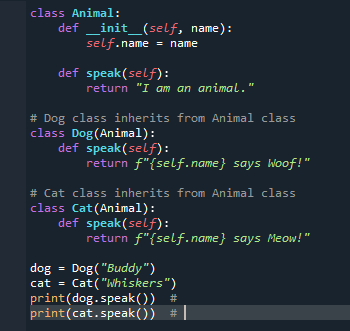 class Animal:
    def __init__(self, name):
        self.name = name

    def speak(self):
        return "I am an animal."

# Dog class inherits from Animal class
class Dog(Animal):
    def speak(self):
        return f"{self.name} says Woof!"

# Cat class inherits from Animal class
class Cat(Animal):
    def speak(self):
        return f"{self.name} says Meow!"

dog = Dog("Buddy")
cat = Cat("Whiskers")
print(dog.speak())  #
print(cat.speak())  #